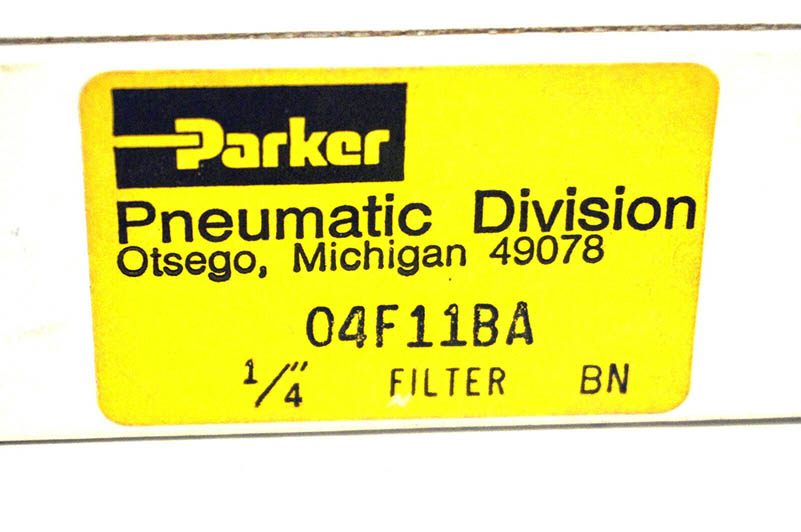 Parker
Pneumatic Division
Otsego, Michigan 49078
04F11BA
1/4" FILTER BN